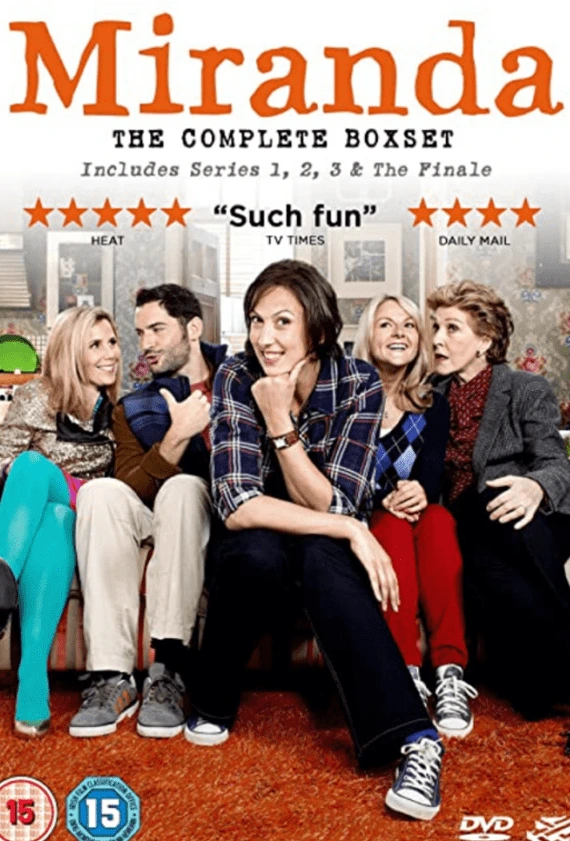 Miranda
THE COMPLETE BOXSET
Includes Series 1, 2, 3 & The Finale
“Such fun”
HEAT
TV TIMES
DAILY MAIL
15
15
DVD